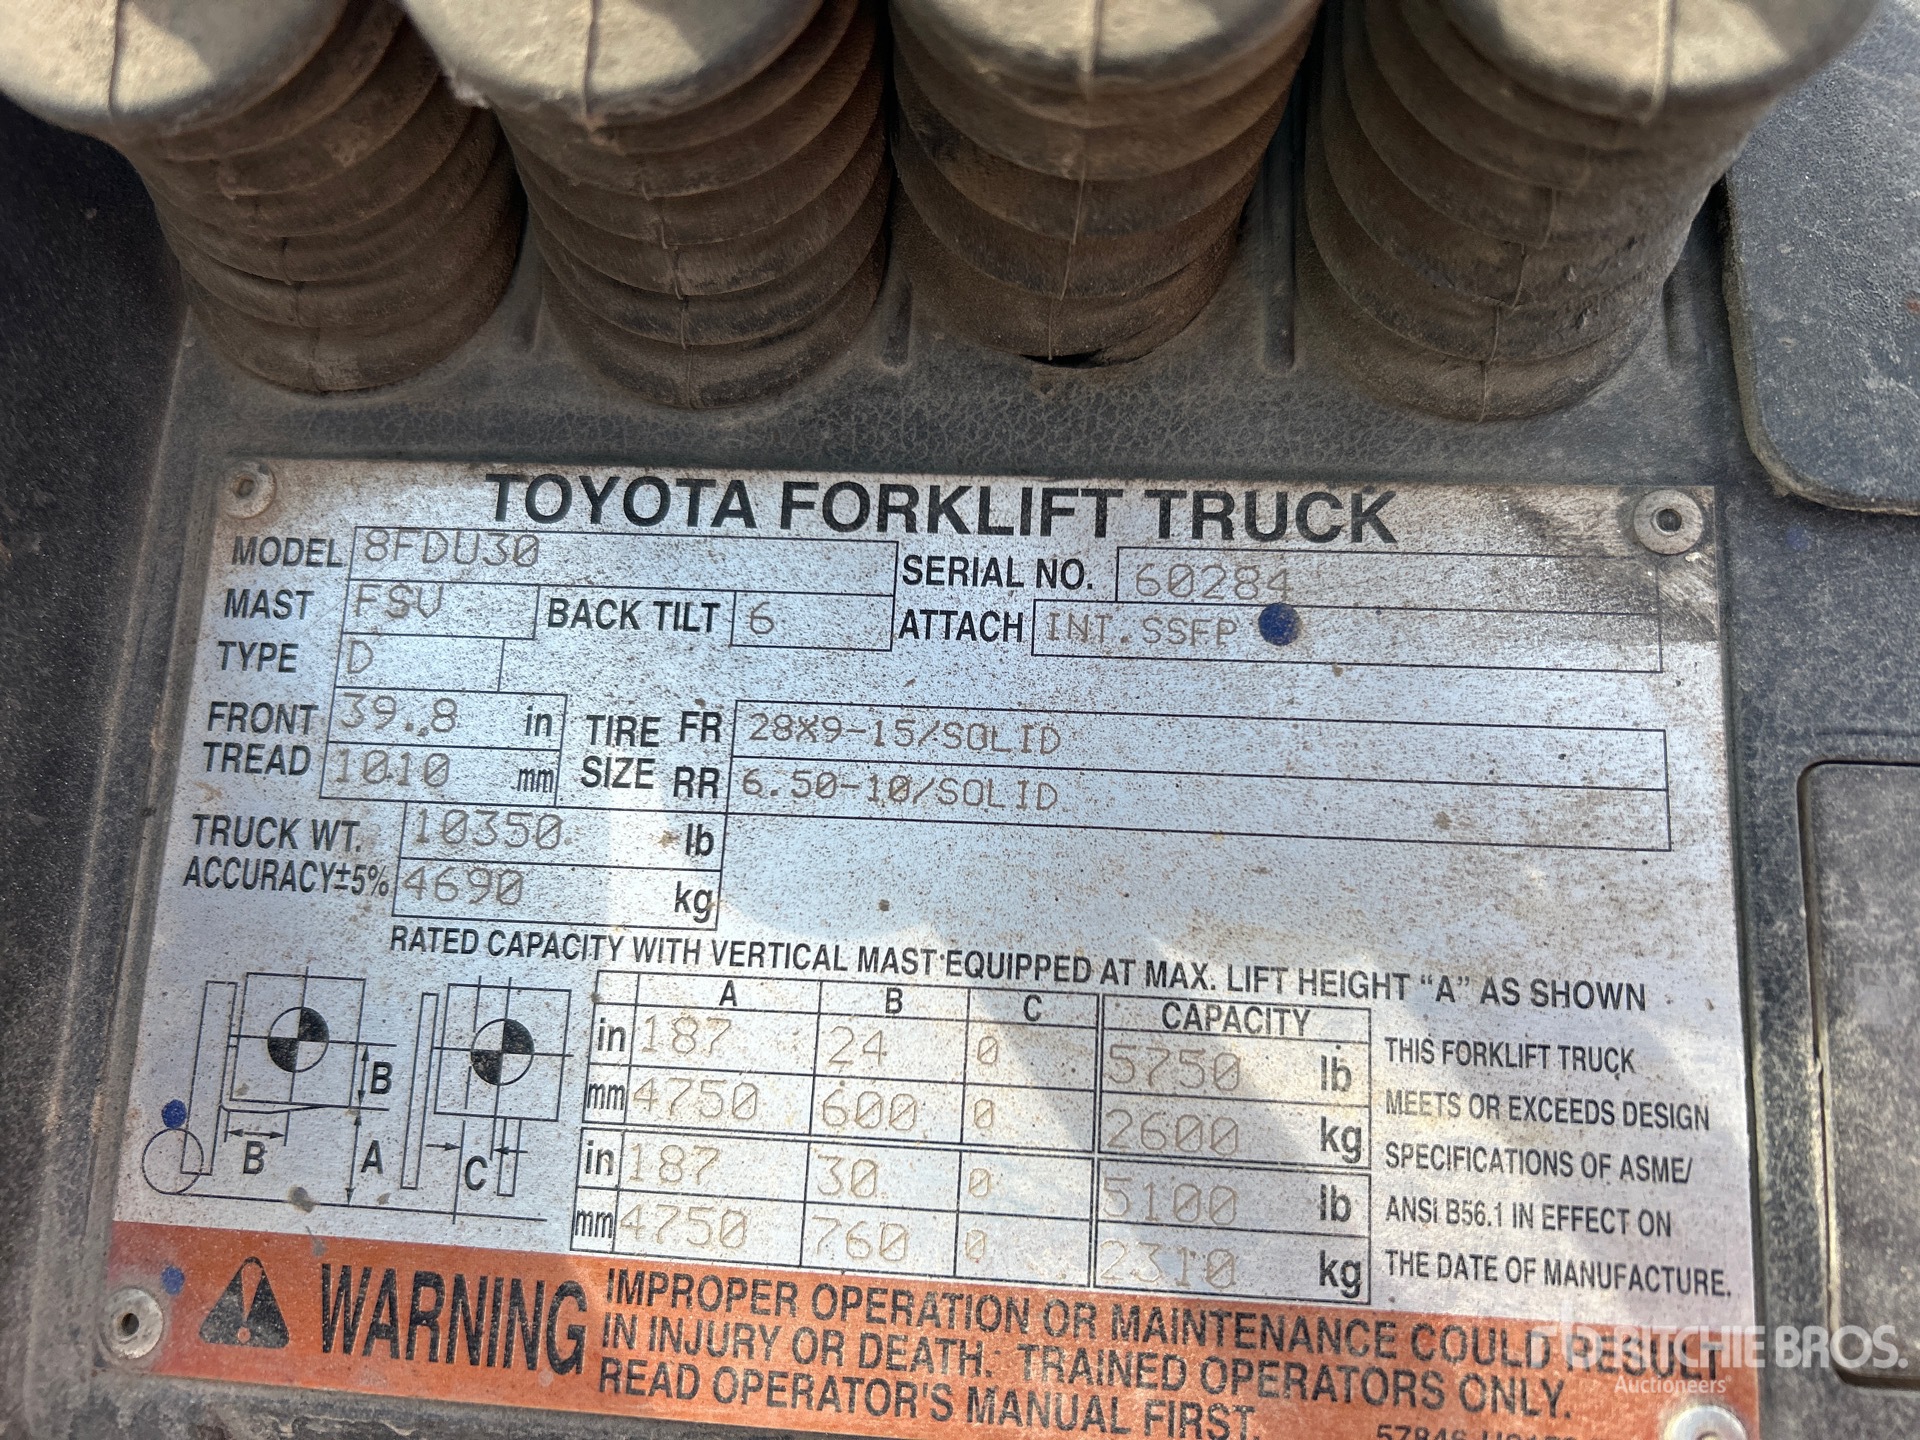 TOYOTA FORKLIFT TRUCK
MODEL 8FDU30 SERIAL NO. 60284
MAST FSV BACK TILT 6 ATTACH INT.SSFP
TYPE D
FRONT TREAD 39.8 in TIRE SIZE FR 28X9-15/SOLID
1010 mm RR 6.50-10/SOLID
TRUCK WT. 10350 lb
ACCURACY±5% 4690 kg
RATED CAPACITY WITH VERTICAL MAST EQUIPPED AT MAX. LIFT HEIGHT "A" AS SHOWN
A B C CAPACITY
in 187 24 0 5750 lb
mm 4750 600 0 2600 kg
in 187 30 0 5100 lb
mm 4750 760 0 2310 kg
B B A C
THIS FORKLIFT TRUCK
MEETS OR EXCEEDS DESIGN
SPECIFICATIONS OF ASME/
ANSI B56.1 IN EFFECT ON
THE DATE OF MANUFACTURE.
WARNING
IMPROPER OPERATION OR MAINTENANCE COULD RESULT
IN INJURY OR DEATH. TRAINED OPERATORS ONLY.
READ OPERATOR'S MANUAL FIRST.
rb RITCHIE BROS.
Auctioneers